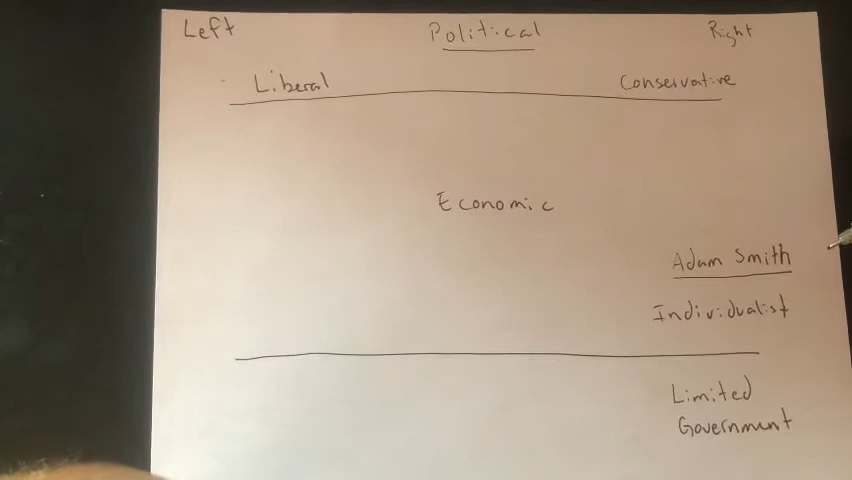 Left Political Right
Liberal Conservative
Economic
Adam Smith
Individualist
Limited
Government